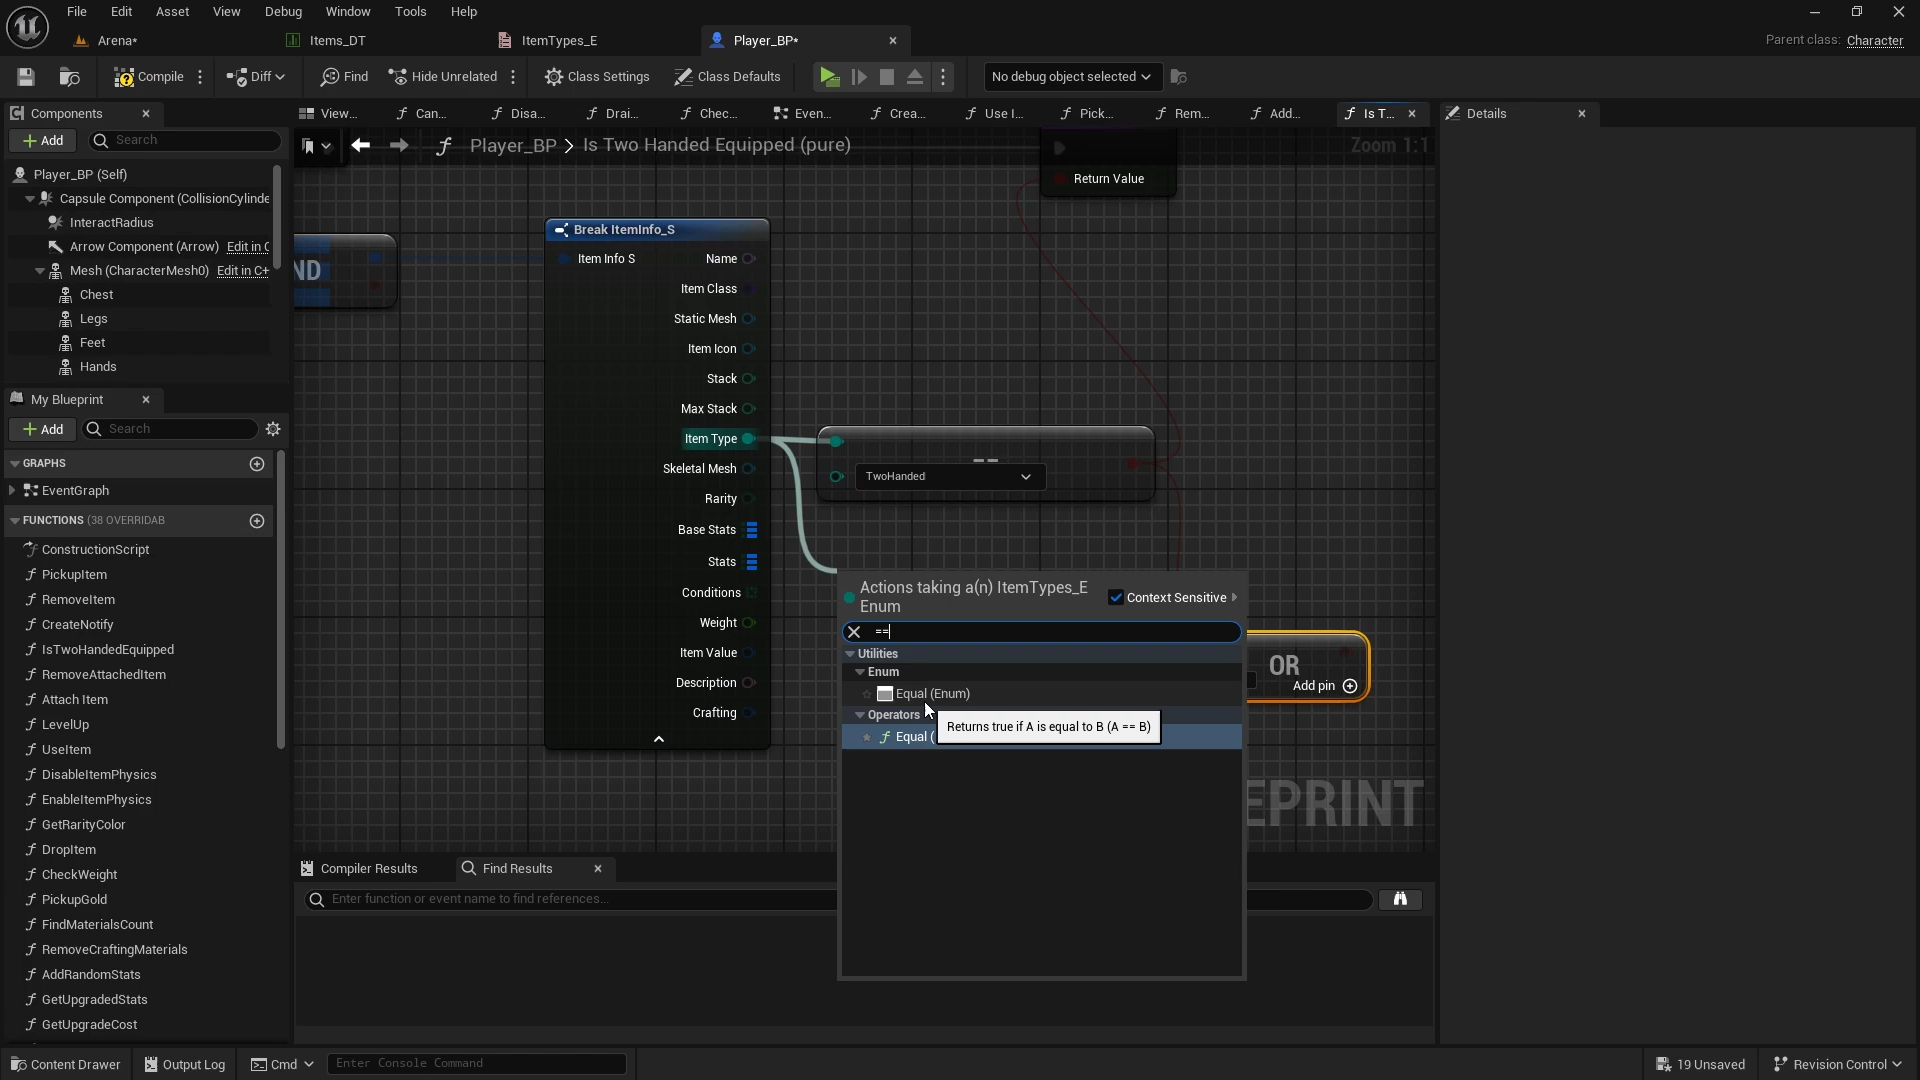 File Edit Asset View Debug Window Tools Help
Arena* Items_DT ItemTypes_E Player_BP*
Parent class: Character
Compile Diff Find Hide Unrelated Class Settings Class Defaults No debug object selected
Components
Add Search
Player_BP (Self)
Capsule Component (CollisionCylinde
InteractRadius
Arrow Component (Arrow) Edit in C
Mesh (CharacterMesh0) Edit in C+
Chest
Legs
Feet
Hands
My Blueprint
Add Search
GRAPHS
EventGraph
FUNCTIONS (38 OVERRIDAB
ConstructionScript
PickupItem
RemoveItem
CreateNotify
IsTwoHandedEquipped
RemoveAttachedItem
Attach Item
LevelUp
UseItem
DisableItemPhysics
EnableItemPhysics
GetRarityColor
DropItem
CheckWeight
PickupGold
FindMaterialsCount
RemoveCraftingMaterials
AddRandomStats
GetUpgradedStats
GetUpgradeCost
View... Can... Disa... Drai... Chec... Even... Crea... Use I... Pick... Rem... Add... Is T...
Player_BP > Is Two Handed Equipped (pure)
Zoom 1:1
Return Value
ND
Break ItemInfo_S
Item Info S Name
Item Class
Static Mesh
Item Icon
Stack
Max Stack
Item Type
Skeletal Mesh
Rarity
Base Stats
Stats
Conditions
Weight
Item Value
Description
Crafting
==
TwoHanded
OR
Add pin
EPRINT
Actions taking a(n) ItemTypes_E
Enum
Context Sensitive
==
Utilities
Enum
Equal (Enum)
Operators
Equal (
Returns true if A is equal to B (A == B)
Compiler Results Find Results
Enter function or event name to find references...
Details
Content Drawer Output Log Cmd Enter Console Command
19 Unsaved Revision Control